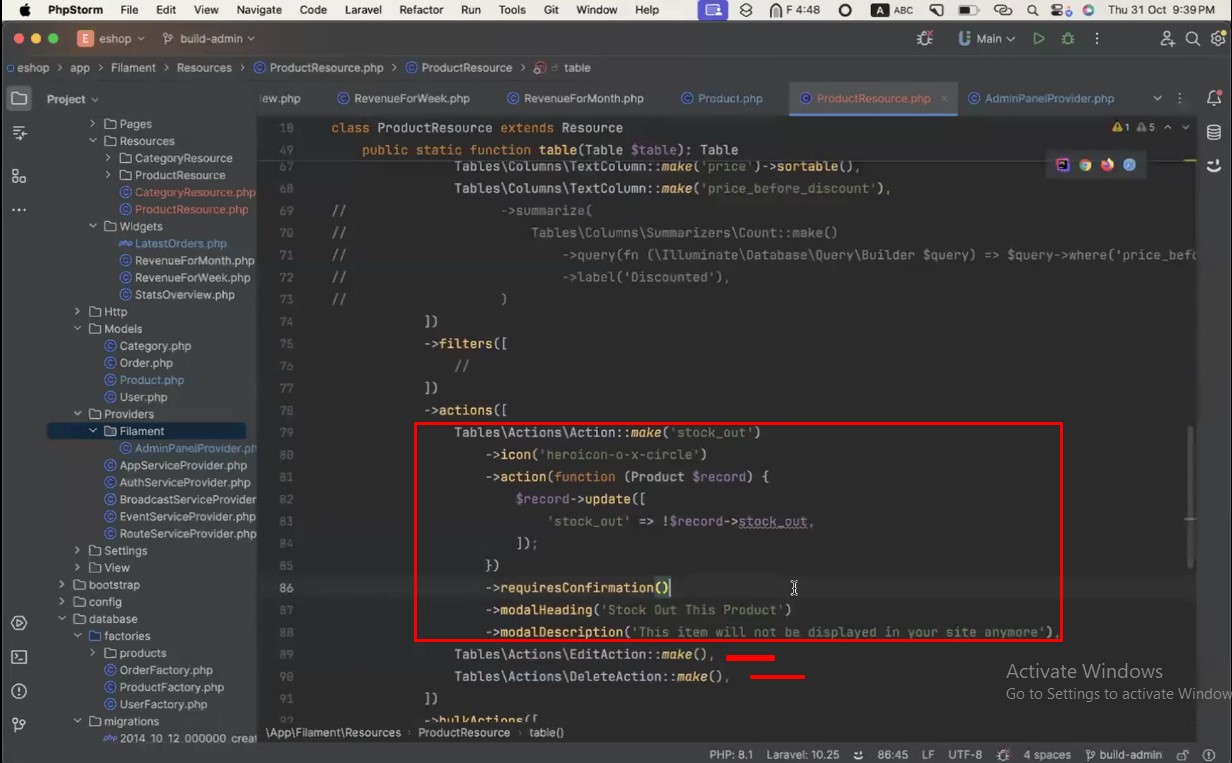 PhpStorm File Edit View Navigate Code Laravel Refactor Run Tools Git Window Help F 4:48 A ABC Thu 31 Oct 9:39 PM
E eshop build-admin Main
eshop app Filament Resources ProductResource.php ProductResource table
Project
iew.php RevenueForWeek.php RevenueForMonth.php Product.php ProductResource.php AdminPanelProvider.php
Pages
Resources
CategoryResource
ProductResource
CategoryResource.php
ProductResource.php
Widgets
php LatestOrders.php
RevenueForMonth.php
RevenueForWeek.php
StatsOverview.php
Http
Models
Category.php
Order.php
Product.php
User.php
Providers
Filament
AdminPanelProvider.ph
AppServiceProvider.php
AuthServiceProvider.php
BroadcastServiceProvider
EventServiceProvider.php
RouteServiceProvider.php
Settings
View
bootstrap
config
database
factories
products
OrderFactory.php
ProductFactory.php
UserFactory.php
migrations
php 2014_10_12_000000_creat
18 class ProductResource extends Resource 1 5
49 public static function table(Table $table): Table
67 Tables\Columns\TextColumn::make('price')->sortable(),
68 Tables\Columns\TextColumn::make('price_before_discount'),
69 // ->summarize(
70 // Tables\Columns\Summarizers\Count::make()
71 // ->query(fn (\Illuminate\Database\Query\Builder $query) => $query->where('price_befo
72 // ->label('Discounted'),
73 // )
74 ])
75 ->filters([
76 //
77 ])
78 ->actions([
79 Tables\Actions\Action::make('stock_out')
80 ->icon('heroicon-o-x-circle')
81 ->action(function (Product $record) {
82 $record->update([
83 'stock_out' => !$record->stock_out,
84 ]);
85 })
86 ->requiresConfirmation()
87 ->modalHeading('Stock Out This Product')
88 ->modalDescription('This item will not be displayed in your site anymore'),
89 Tables\Actions\EditAction::make(),
90 Tables\Actions\DeleteAction::make(),
91 ])
92 ->bulkActions([
Activate Windows
Go to Settings to activate Window
\App\Filament\Resources ProductResource table()
PHP: 8.1 Laravel: 10.25 86:45 LF UTF-8 4 spaces build-admin